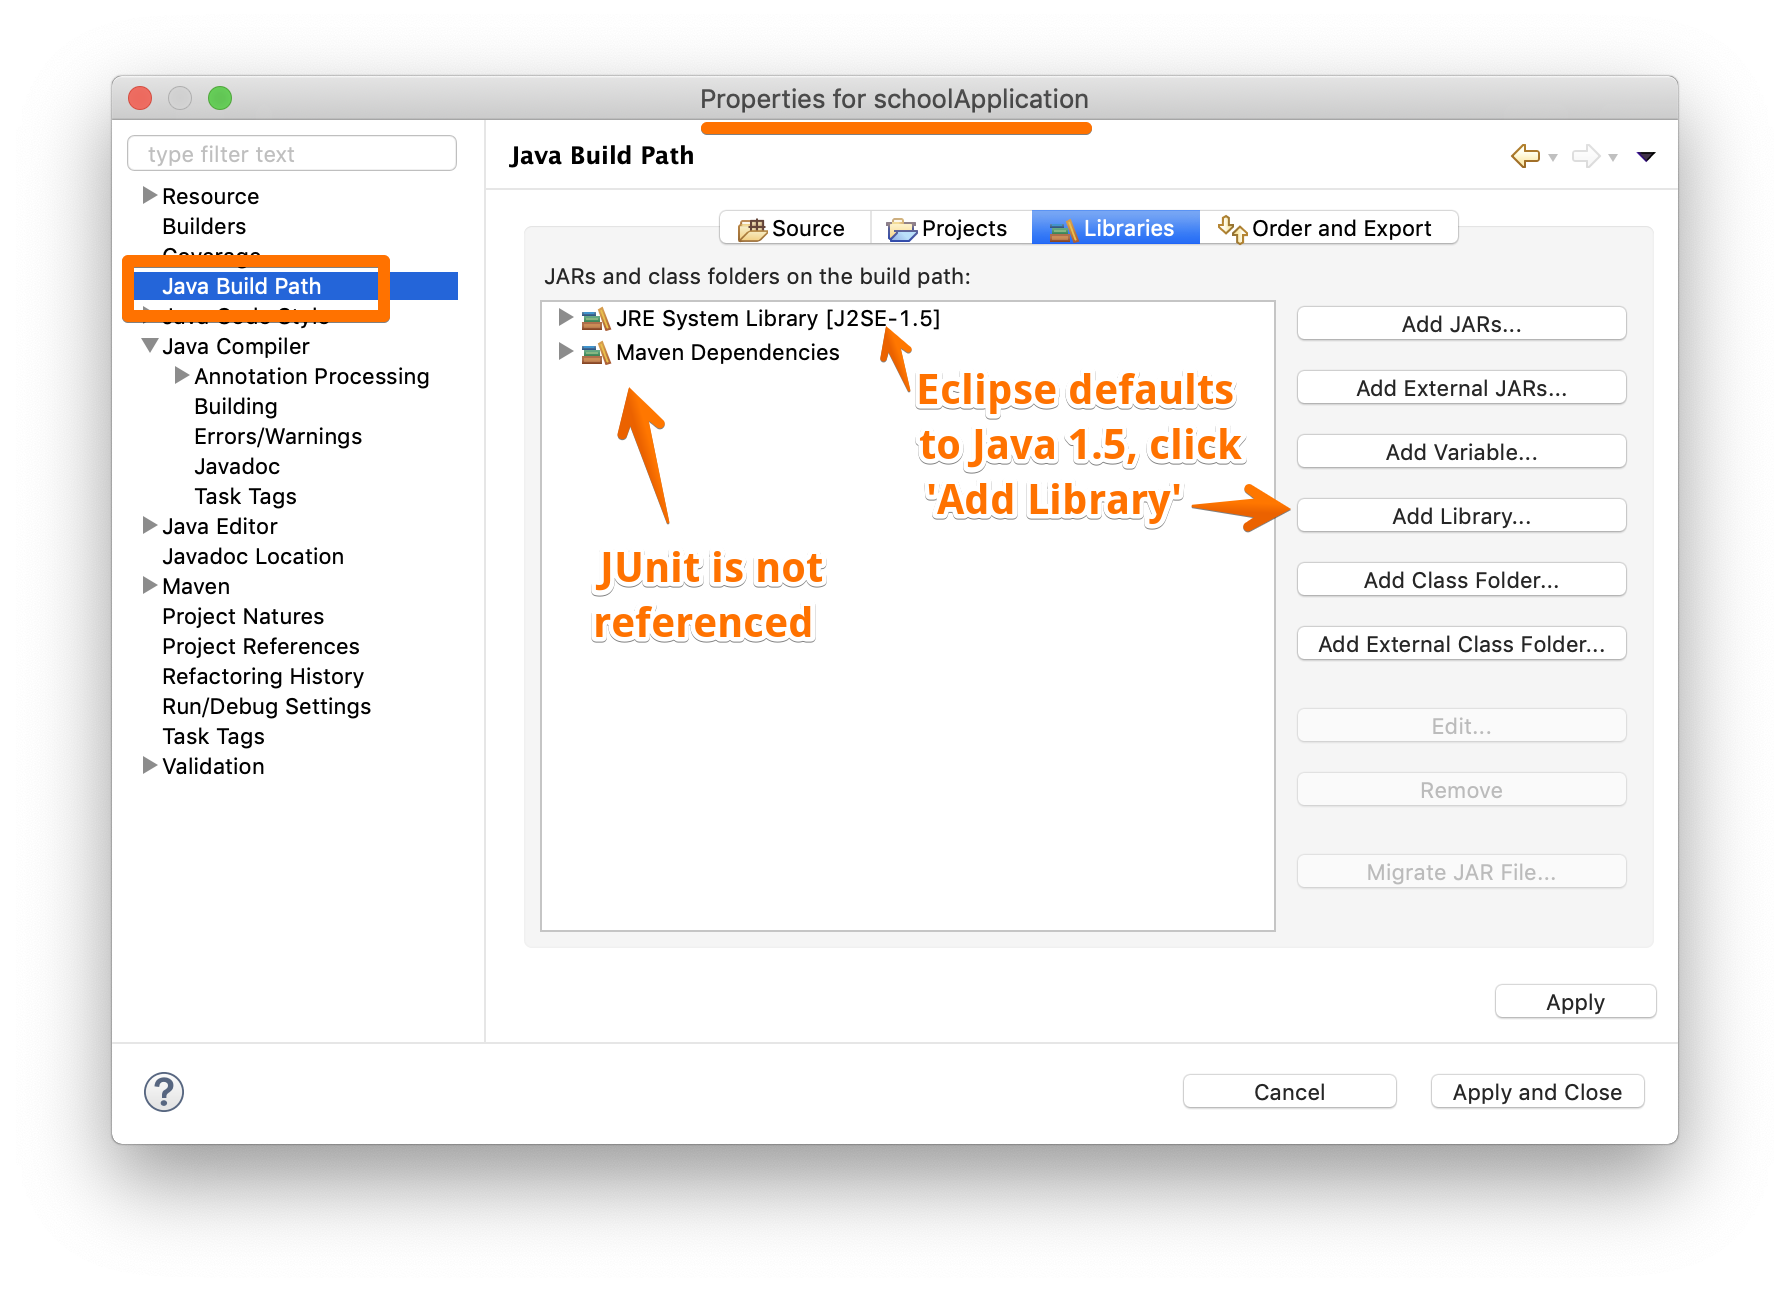 Properties for schoolApplication
type filter text
Java Build Path
Resource
Builders
Coverage
Java Build Path
Java Code Style
Java Compiler
Annotation Processing
Building
Errors/Warnings
Javadoc
Task Tags
Java Editor
Javadoc Location
Maven
Project Natures
Project References
Refactoring History
Run/Debug Settings
Task Tags
Validation
Source
Projects
Libraries
Order and Export
JARs and class folders on the build path:
JRE System Library [J2SE-1.5]
Maven Dependencies
Eclipse defaults
to Java 1.5, click
'Add Library'
JUnit is not
referenced
Add JARs...
Add External JARs...
Add Variable...
Add Library...
Add Class Folder...
Add External Class Folder...
Edit...
Remove
Migrate JAR File...
Apply
?
Cancel
Apply and Close